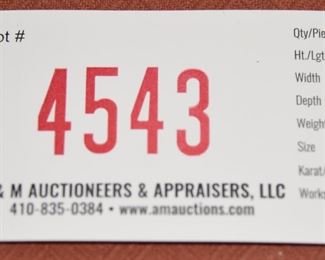 ot #
4543
& M AUCTIONEERS & APPRAISERS, LLC
410-835-0384 • www.amauctions.com
Qty/Pie
Ht./Lgt
Width
Depth
Weight
Size
Karat/
Works